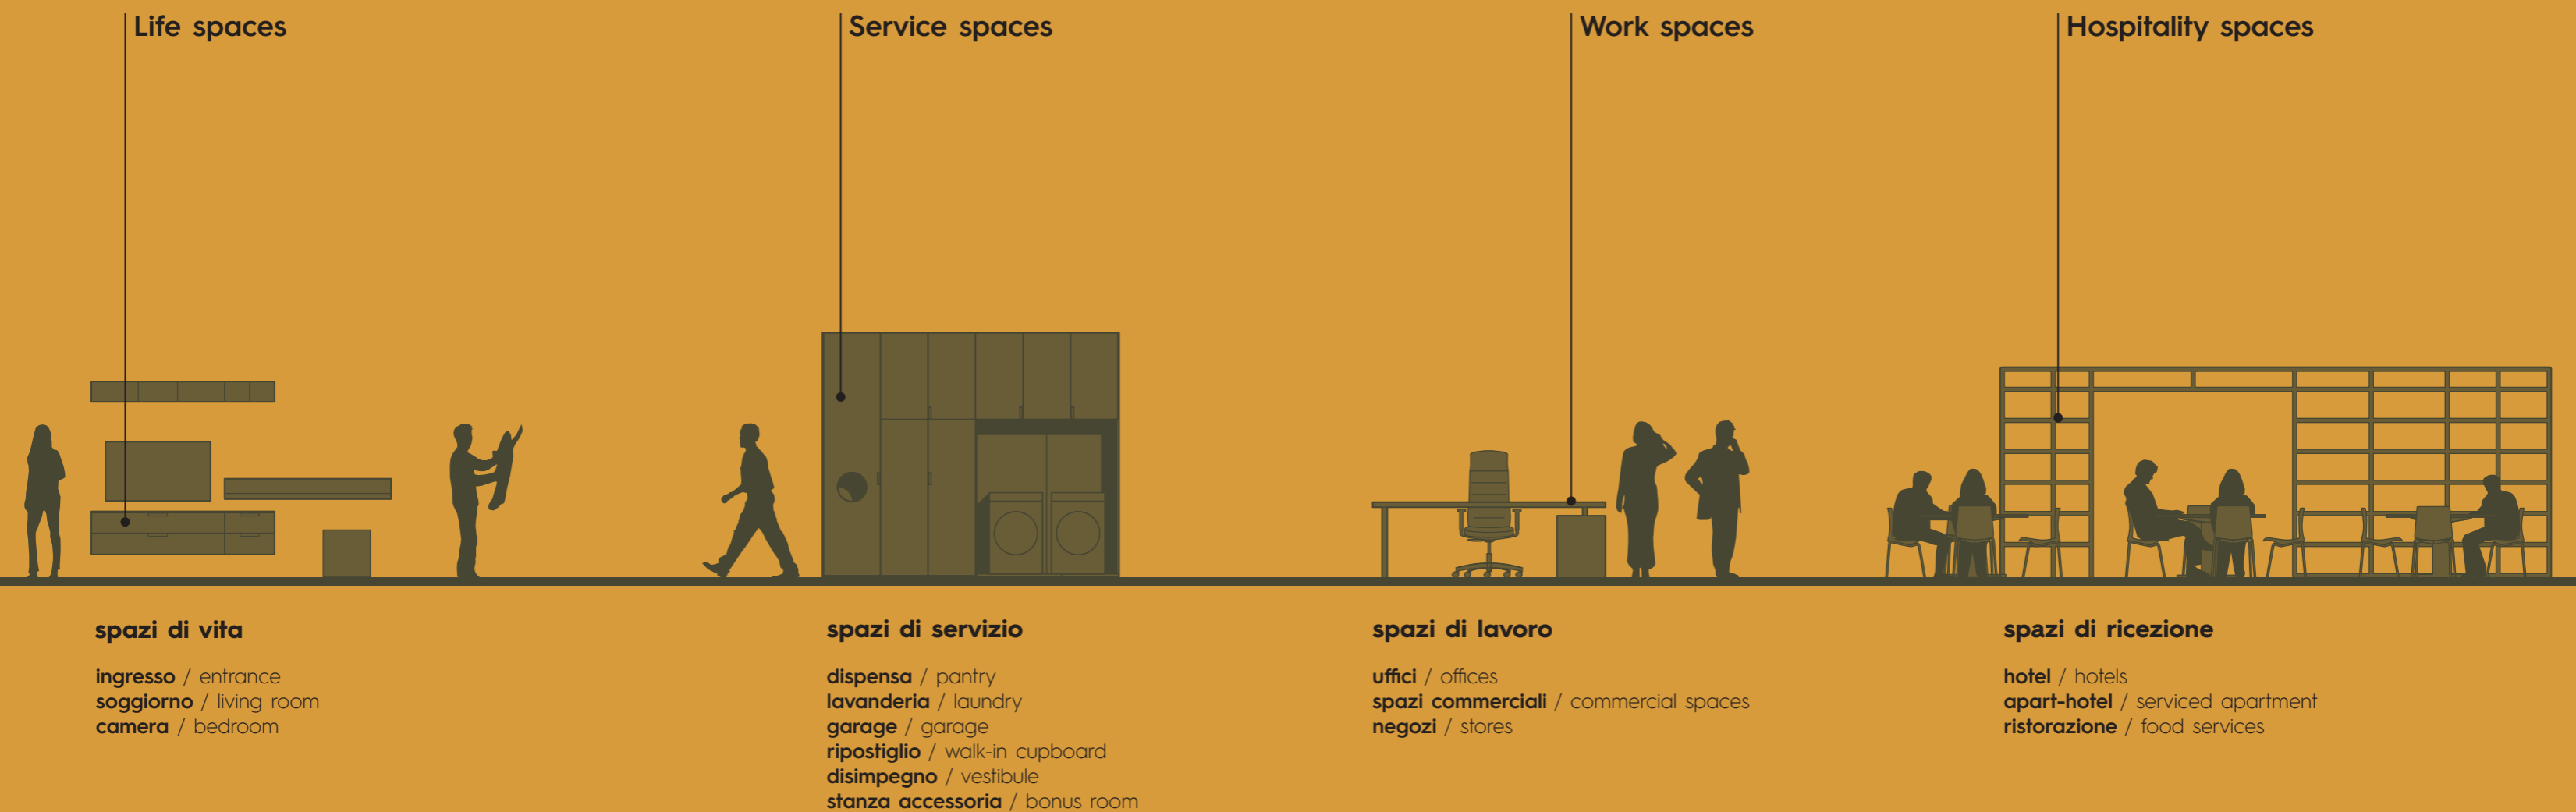 Life spaces
Service spaces
Work spaces
Hospitality spaces
spazi di vita
ingresso / entrance
soggiorno / living room
camera / bedroom
spazi di servizio
dispensa / pantry
lavanderia / laundry
garage / garage
ripostiglio / walk-in cupboard
disimpegno / vestibule
stanza accessoria / bonus room
spazi di lavoro
uffici / offices
spazi commerciali / commercial spaces
negozi / stores
spazi di ricezione
hotel / hotels
apart-hotel / serviced apartment
ristorazione / food services